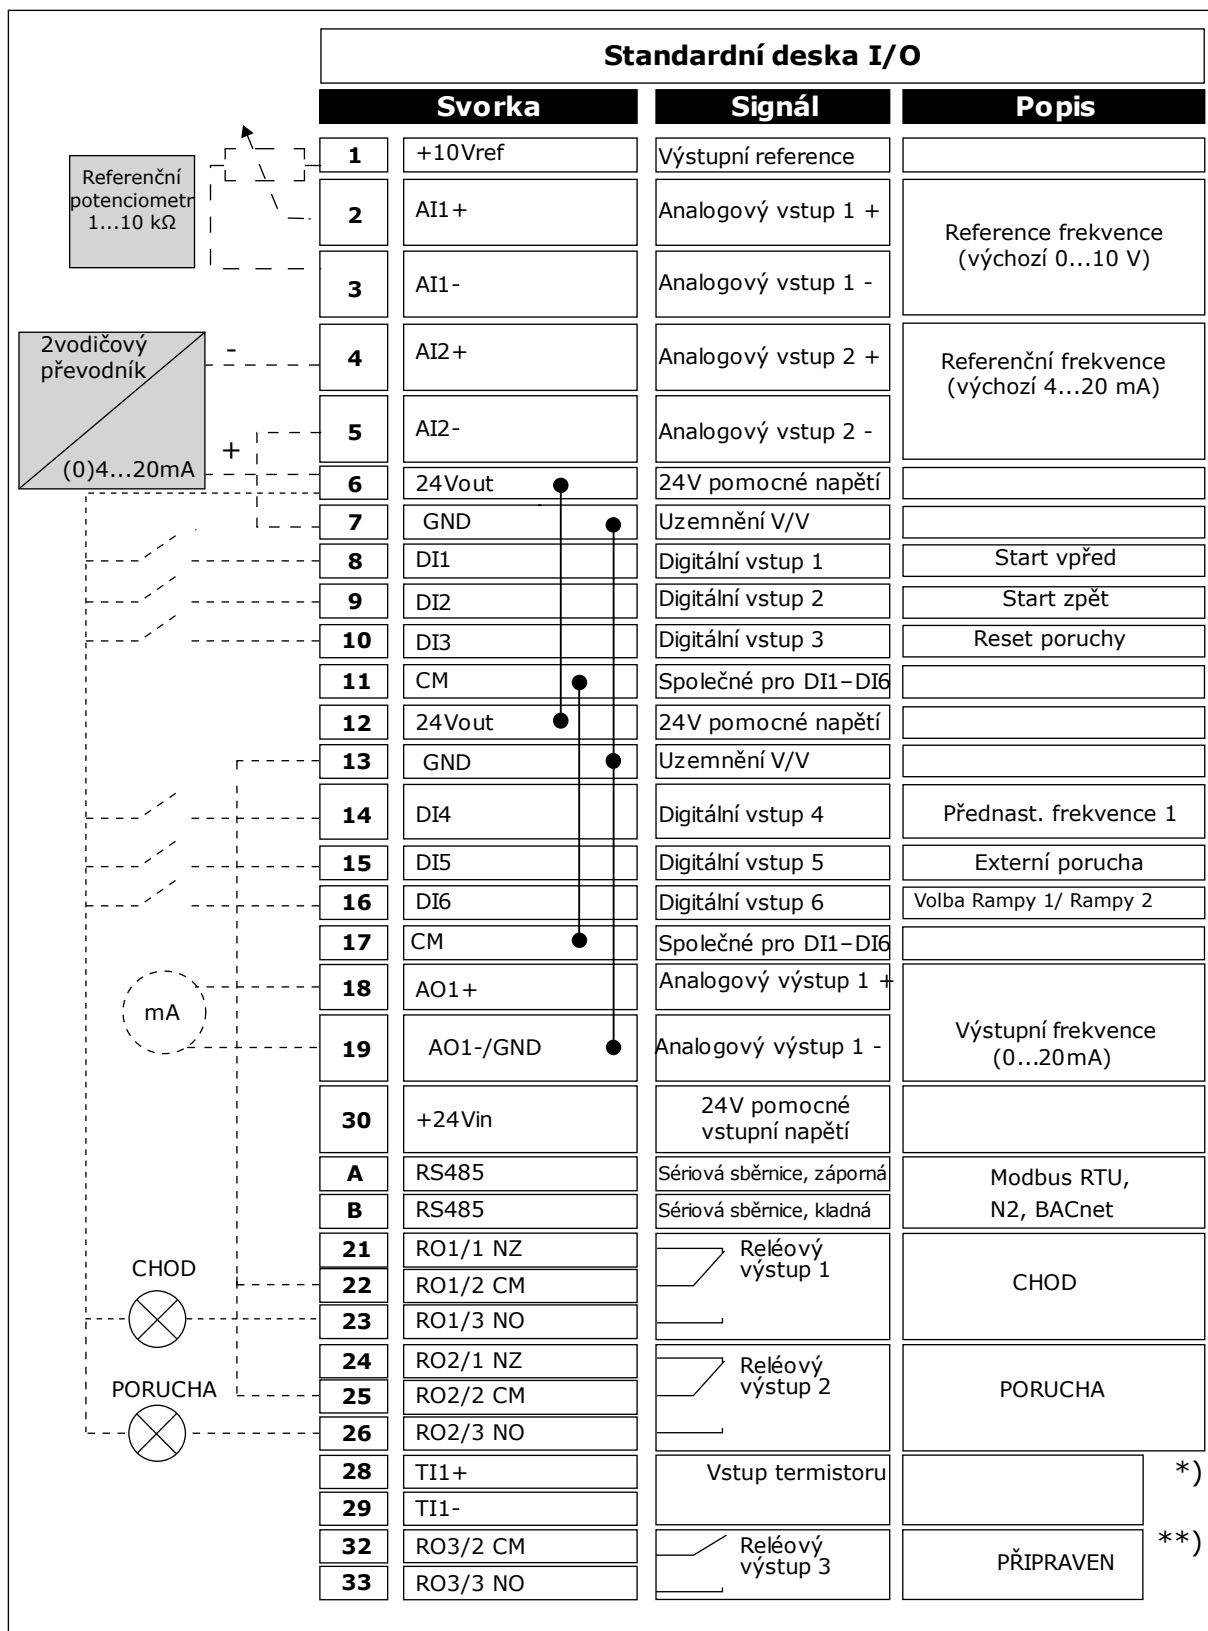 Standardní deska I/O
Svorka Signál Popis
Referenční
potenciometr
1...10 kΩ
1 +10Vref Výstupní reference
2 AI1+ Analogový vstup 1 +
3 AI1- Analogový vstup 1 -
Reference frekvence
(výchozí 0...10 V)
2vodičový
převodník
(0)4...20mA
-
+
4 AI2+ Analogový vstup 2 +
5 AI2- Analogový vstup 2 -
Referenční frekvence
(výchozí 4...20 mA)
6 24Vout 24V pomocné napětí
7 GND Uzemnění V/V
8 DI1 Digitální vstup 1 Start vpřed
9 DI2 Digitální vstup 2 Start zpět
10 DI3 Digitální vstup 3 Reset poruchy
11 CM Společné pro DI1–DI6
12 24Vout 24V pomocné napětí
13 GND Uzemnění V/V
14 DI4 Digitální vstup 4 Přednast. frekvence 1
15 DI5 Digitální vstup 5 Externí porucha
16 DI6 Digitální vstup 6 Volba Rampy 1/ Rampy 2
17 CM Společné pro DI1–DI6
mA
18 AO1+ Analogový výstup 1 +
19 AO1-/GND Analogový výstup 1 -
Výstupní frekvence
(0...20mA)
30 +24Vin 24V pomocné
vstupní napětí
A RS485 Sériová sběrnice, záporná
B RS485 Sériová sběrnice, kladná
Modbus RTU,
N2, BACnet
CHOD
21 RO1/1 NZ
22 RO1/2 CM
23 RO1/3 NO
Reléový
výstup 1
CHOD
PORUCHA
24 RO2/1 NZ
25 RO2/2 CM
26 RO2/3 NO
Reléový
výstup 2
PORUCHA
28 TI1+ Vstup termistoru *)
29 TI1-
32 RO3/2 CM
33 RO3/3 NO
Reléový
výstup 3
PŘIPRAVEN **)